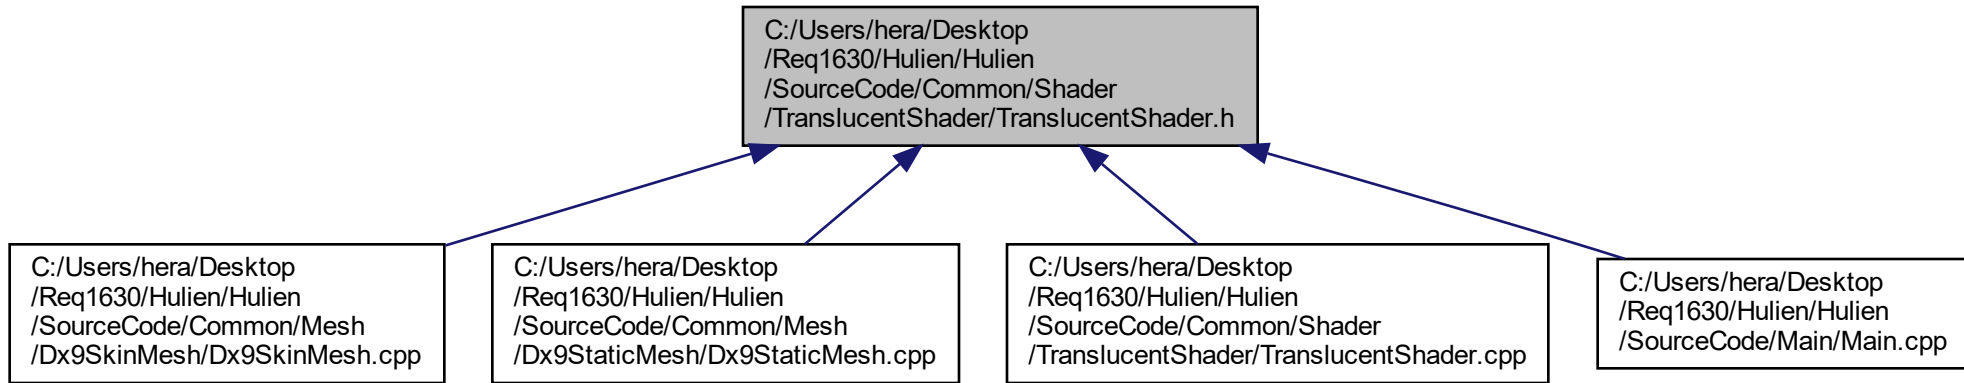 C:/Users/hera/Desktop
/Req1630/Hulien/Hulien
/SourceCode/Common/Shader
/TranslucentShader/TranslucentShader.h
C:/Users/hera/Desktop
/Req1630/Hulien/Hulien
/SourceCode/Common/Mesh
/Dx9SkinMesh/Dx9SkinMesh.cpp
C:/Users/hera/Desktop
/Req1630/Hulien/Hulien
/SourceCode/Common/Mesh
/Dx9StaticMesh/Dx9StaticMesh.cpp
C:/Users/hera/Desktop
/Req1630/Hulien/Hulien
/SourceCode/Common/Shader
/TranslucentShader/TranslucentShader.cpp
C:/Users/hera/Desktop
/Req1630/Hulien/Hulien
/SourceCode/Main/Main.cpp